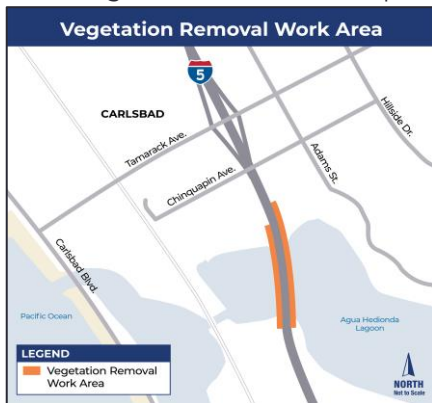 Vegetation Removal Work Area
5
CARLSBAD
Tamarack Ave.
Hillside Dr.
Adams St.
Chinquapin Ave.
Carlsbad Blvd.
Pacific Ocean
Agua Hedionda
Lagoon
LEGEND
Vegetation Removal
Work Area
NORTH
Not to Scale